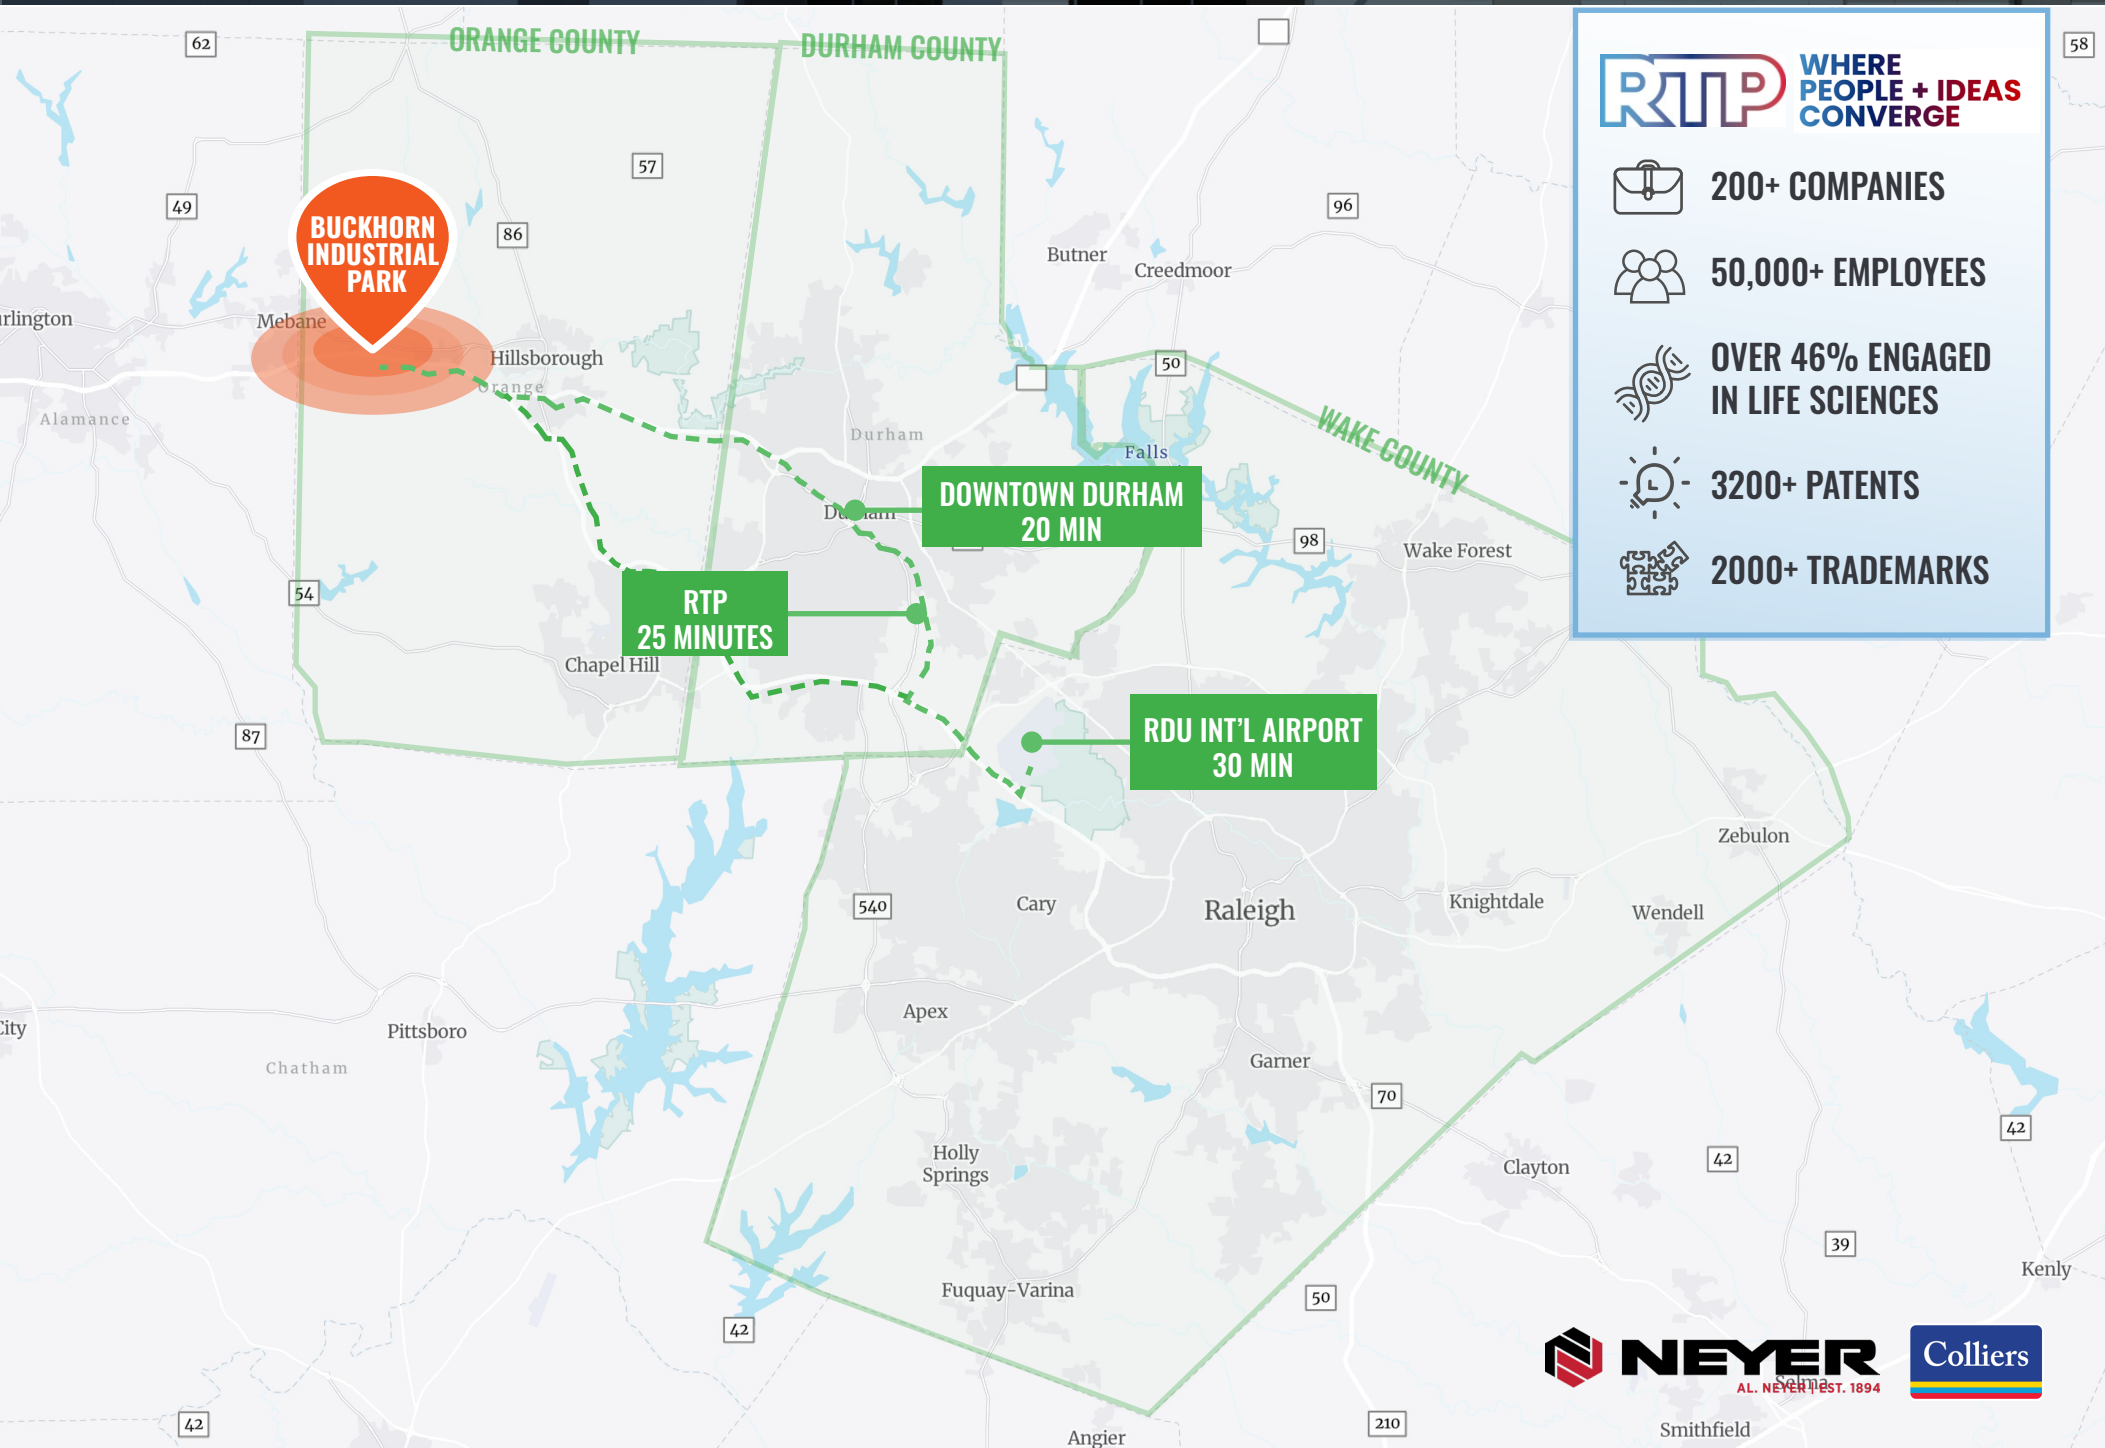 ORANGE COUNTY
DURHAM COUNTY
62
58
RTP
WHERE
PEOPLE + IDEAS
CONVERGE
200+ COMPANIES
50,000+ EMPLOYEES
OVER 46% ENGAGED
IN LIFE SCIENCES
3200+ PATENTS
2000+ TRADEMARKS
57
49
86
96
BUCKHORN
INDUSTRIAL
PARK
Butner
Creedmoor
Mebane
Hillsborough
Orange
50
Alamance
Durham
WAKE COUNTY
Falls
DOWNTOWN DURHAM
20 MIN
98
Wake Forest
54
RTP
25 MINUTES
Chapel Hill
87
RDU INT'L AIRPORT
30 MIN
Zebulon
540
Cary
Raleigh
Knightdale
Wendell
Apex
Pittsboro
City
Chatham
Garner
70
42
Holly
Springs
Clayton
42
39
Kenly
Fuquay-Varina
50
42
NEYER
AL. NEYER | EST. 1894
Colliers
Selma
42
210
Smithfield
Angier